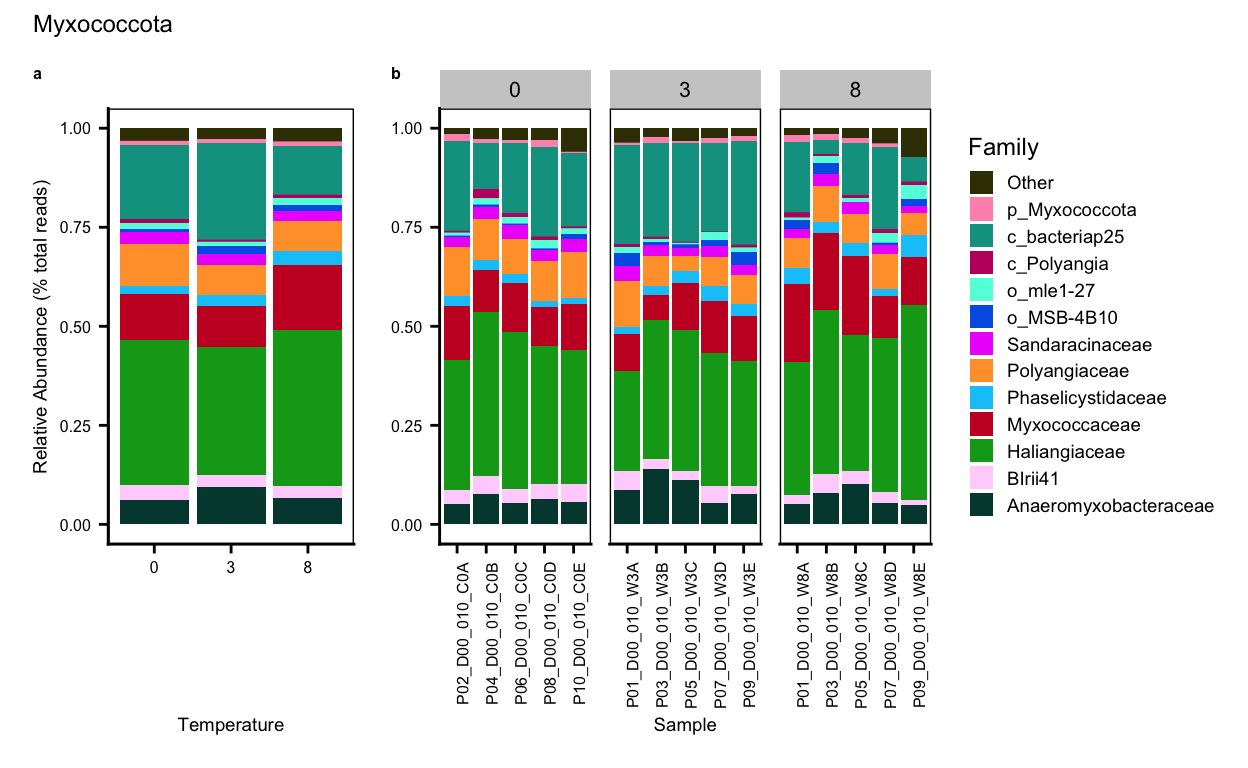 Myxococcota
a
b
0
3
8
Relative Abundance (% total reads)
1.00
0.75
0.50
0.25
0.00
0
3
8
Temperature
1.00
0.75
0.50
0.25
0.00
P02_D00_010_C0A
P04_D00_010_C0B
P06_D00_010_C0C
P08_D00_010_C0D
P10_D00_010_C0E
P01_D00_010_W3A
P03_D00_010_W3B
P05_D00_010_W3C
P07_D00_010_W3D
P09_D00_010_W3E
P01_D00_010_W8A
P03_D00_010_W8B
P05_D00_010_W8C
P07_D00_010_W8D
P09_D00_010_W8E
Sample
Family
Other
p_Myxococcota
c_bacteriap25
c_Polyangia
o_mle1-27
o_MSB-4B10
Sandaracinaceae
Polyangiaceae
Phaselicystidaceae
Myxococcaceae
Haliangiaceae
BIrii41
Anaeromyxobacteraceae